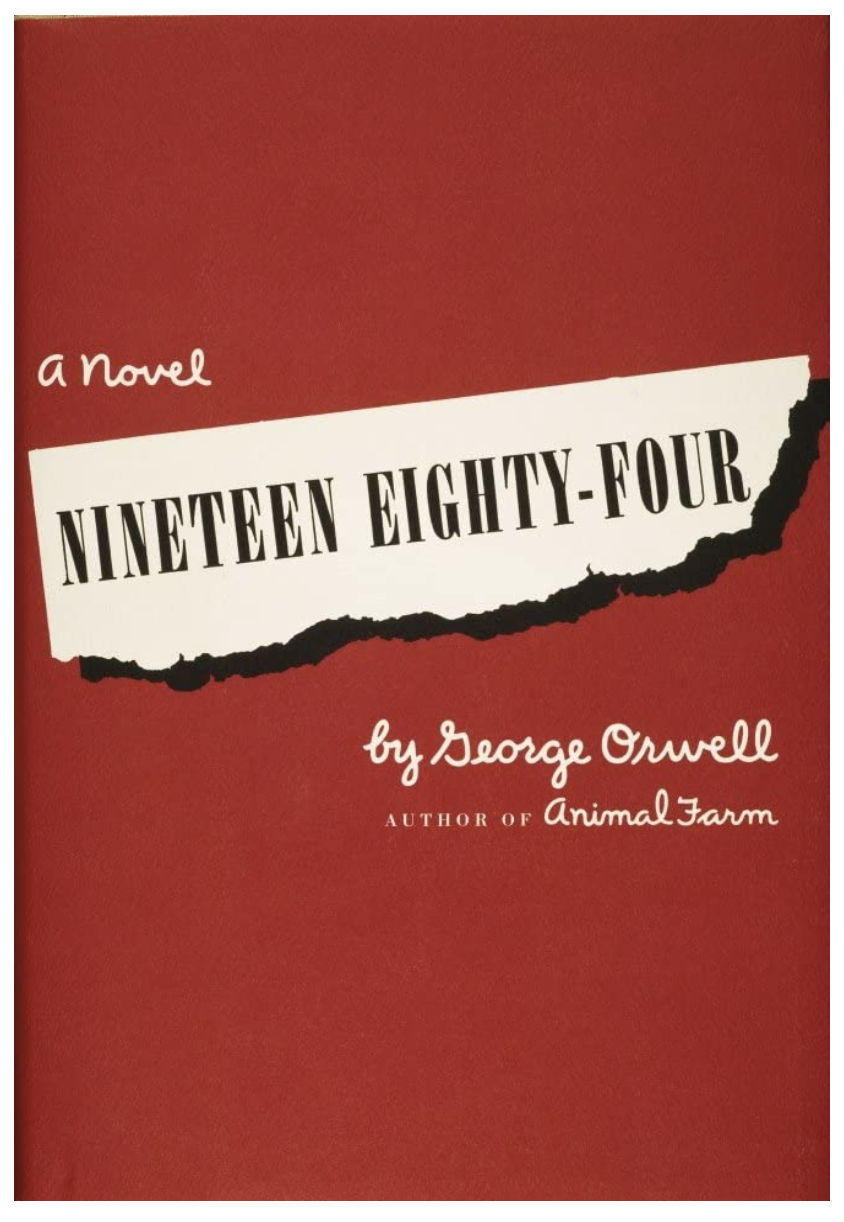 a Novel
NINETEEN EIGHTY-FOUR
by George Orwell
AUTHOR OF Animal Farm